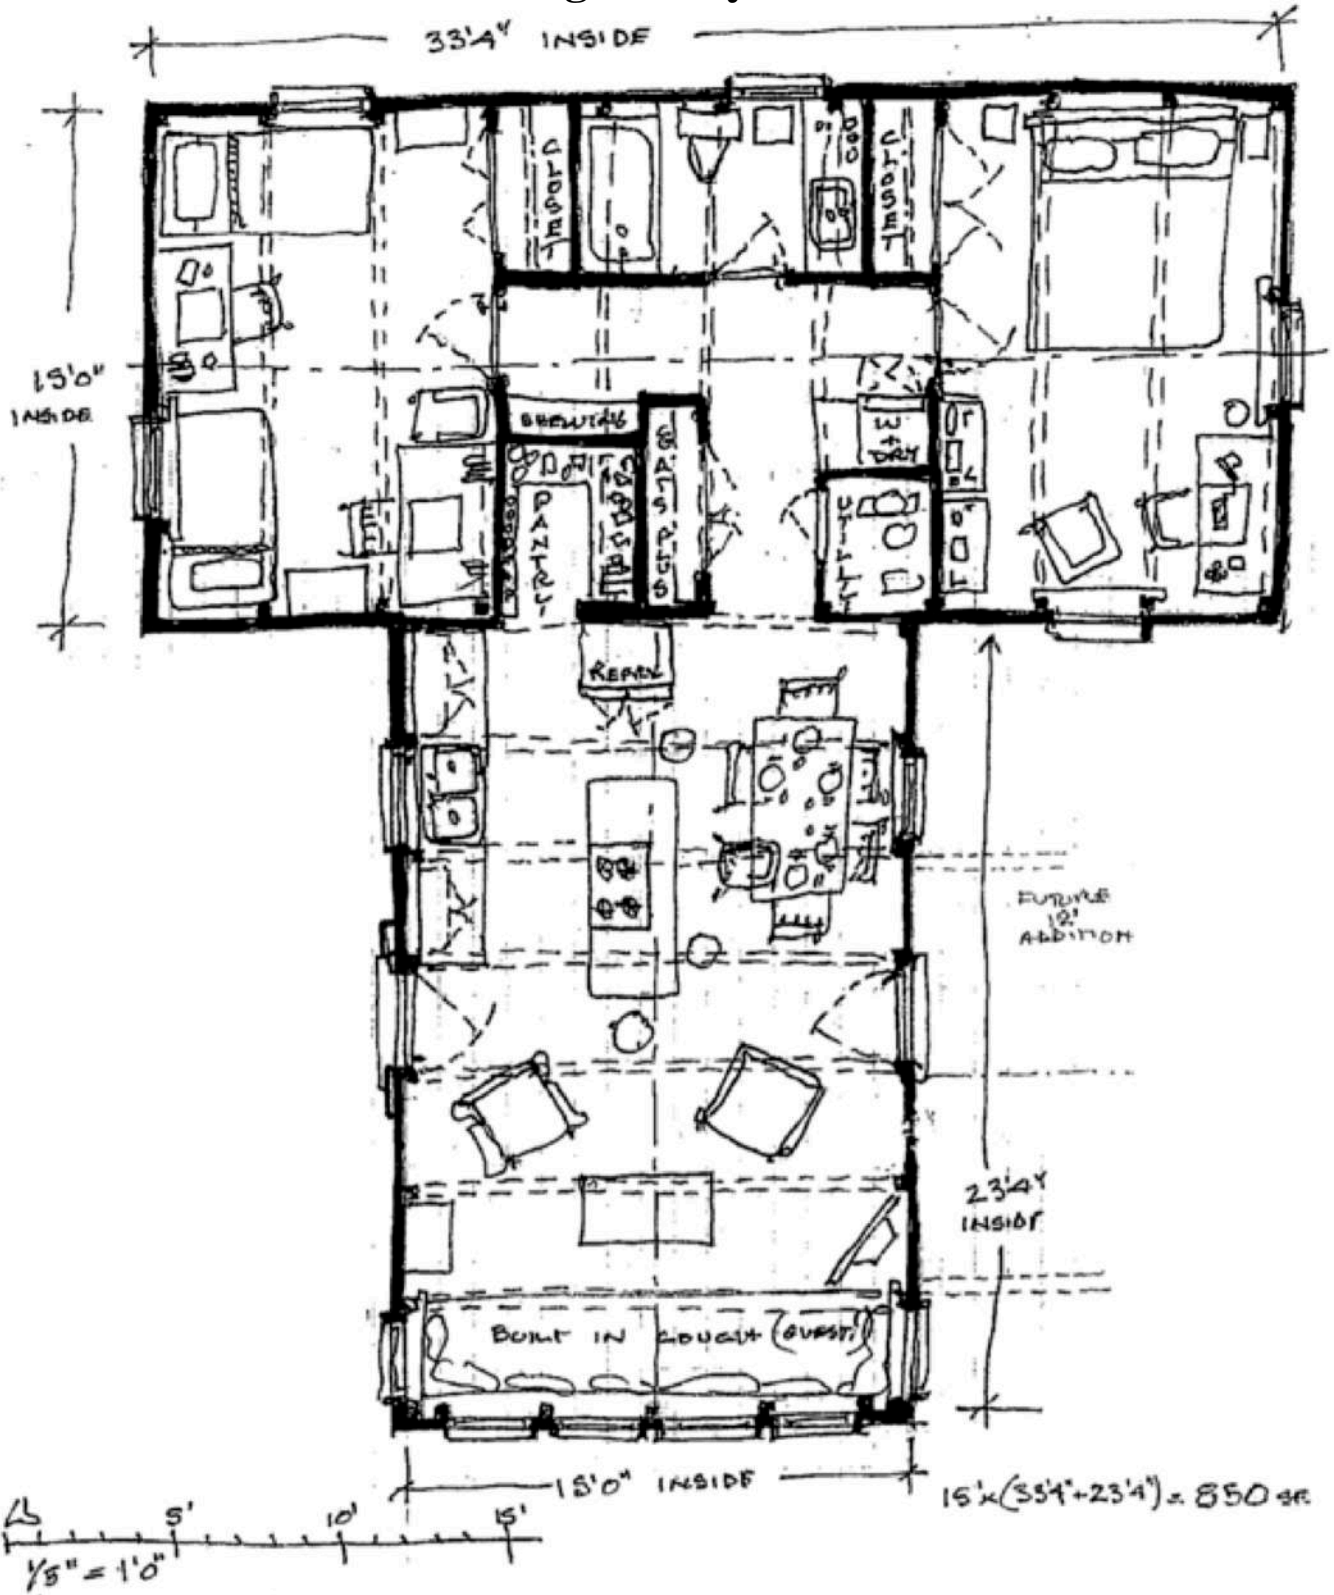 33'4" INSIDE
CLOSET
CLOSET
15'0"
INSIDE
SHELVING
W+
DRY
PANTRY
UTILITY
REFRIG
FUTURE
12'
ADDITION
23'4"
INSIDE
BUILT IN COUCH (GUEST)
15'0" INSIDE
15'x(33'4"+23'4") = 850 SF
5'
10'
15'
1/8" = 1'0"